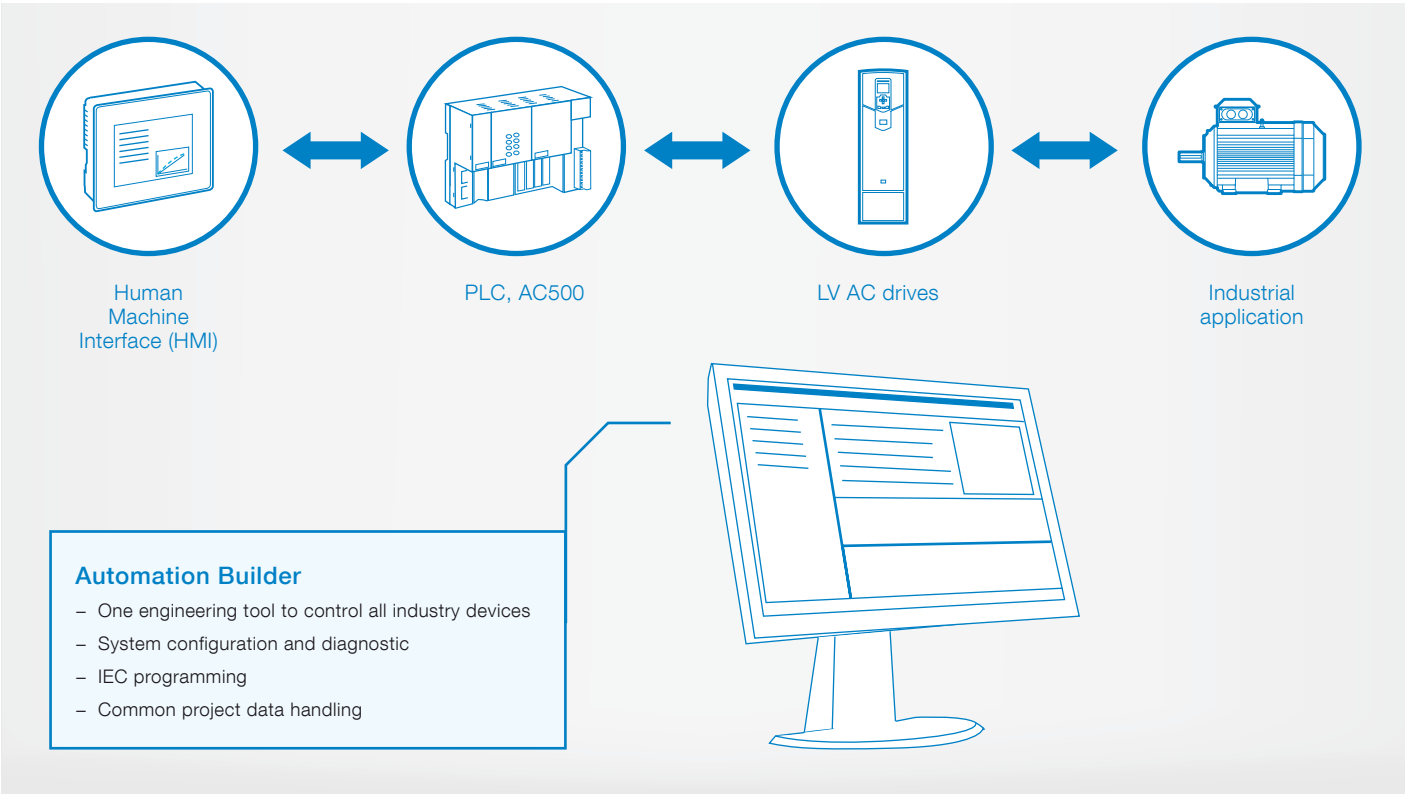 Human
Machine
Interface (HMI)
PLC, AC500
LV AC drives
Industrial
application
Automation Builder
– One engineering tool to control all industry devices
– System configuration and diagnostic
– IEC programming
– Common project data handling